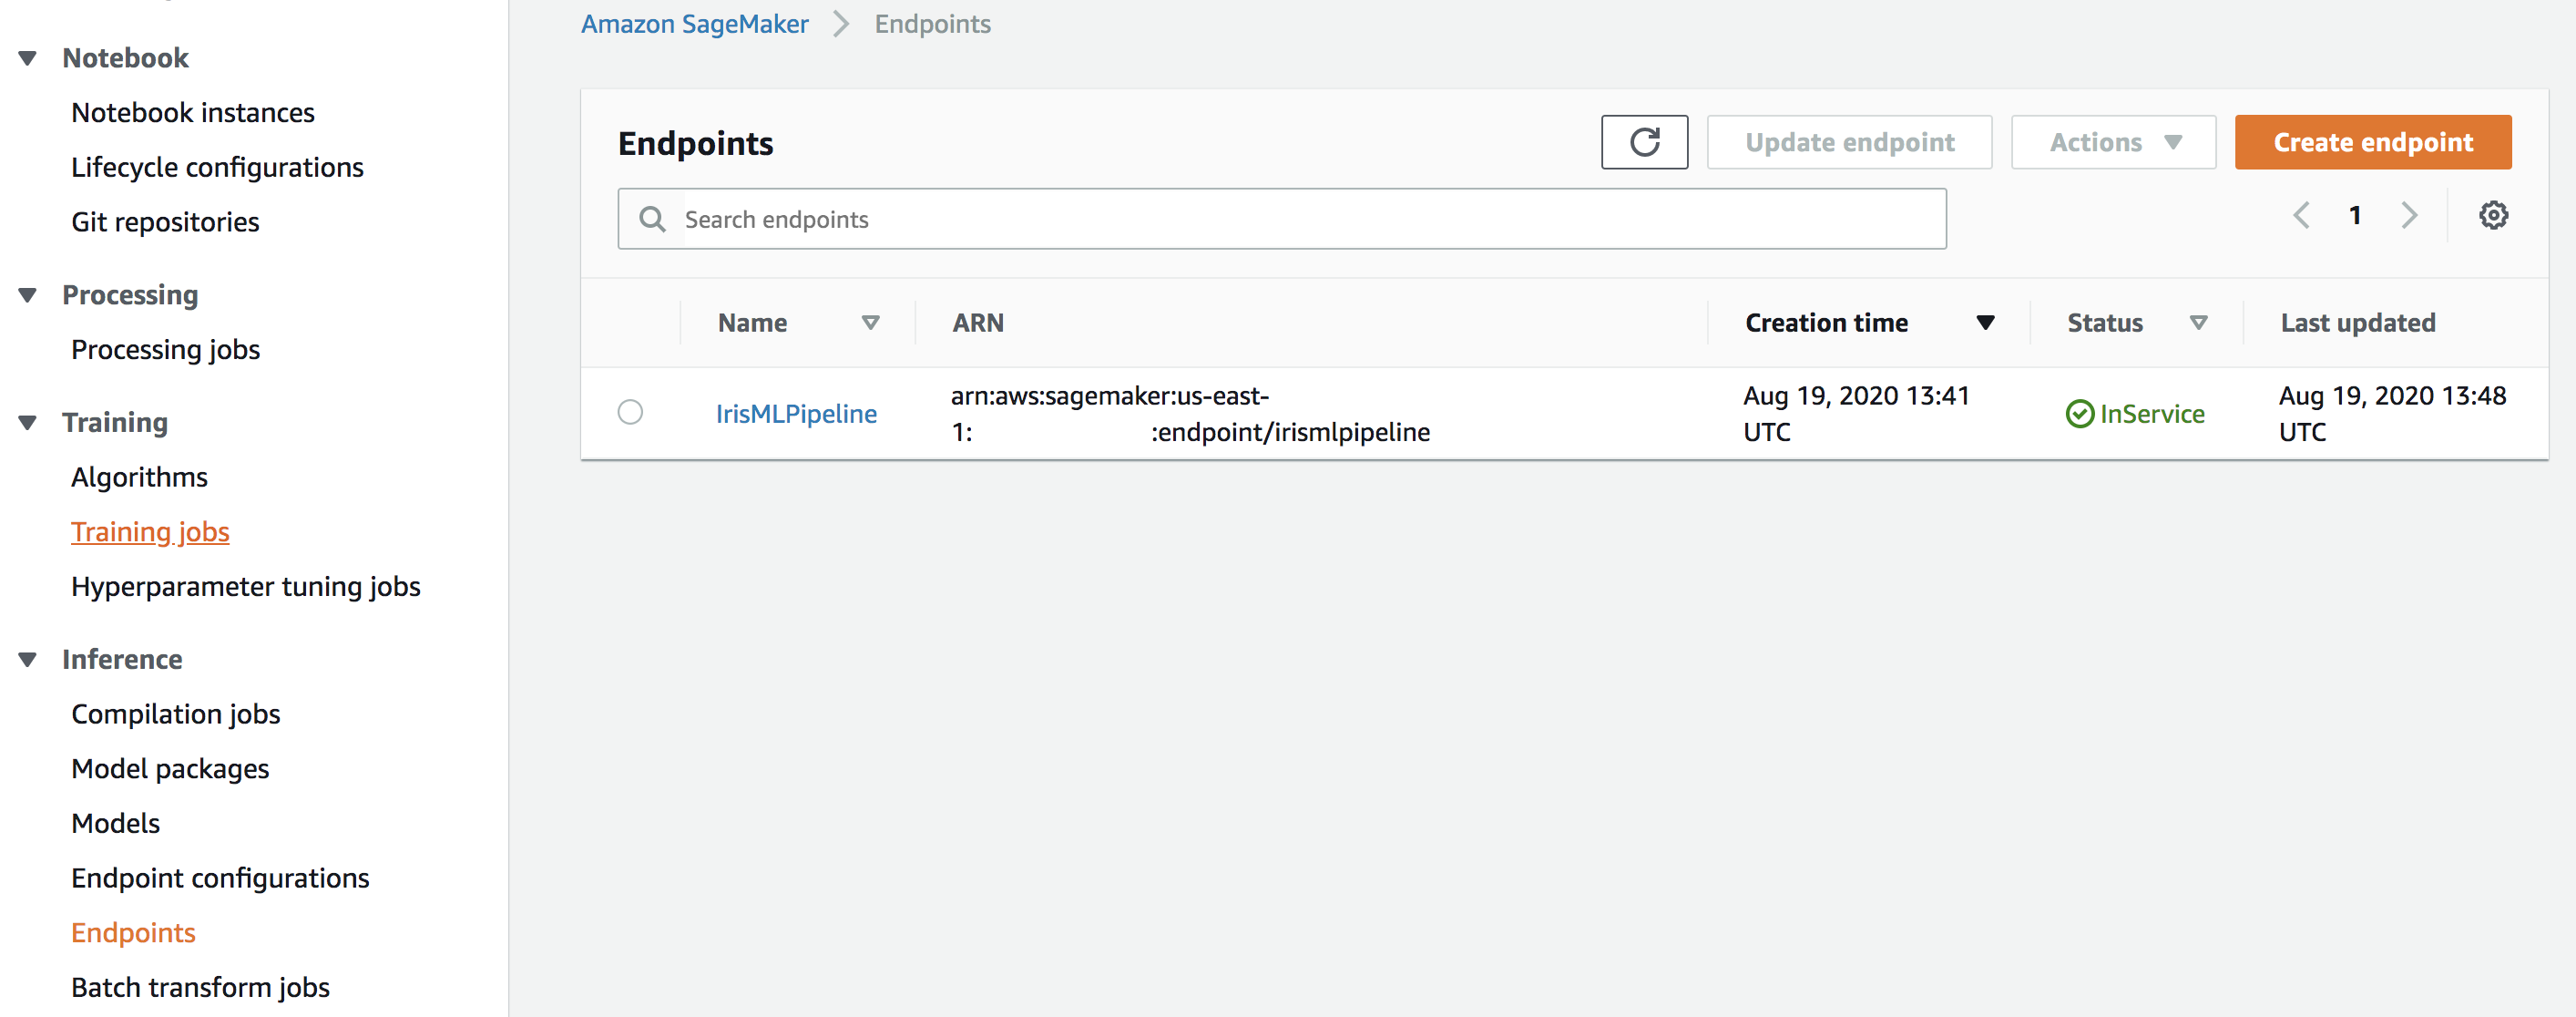 Notebook
Notebook instances
Lifecycle configurations
Git repositories
Processing
Processing jobs
Training
Algorithms
Training jobs
Hyperparameter tuning jobs
Inference
Compilation jobs
Model packages
Models
Endpoint configurations
Endpoints
Batch transform jobs
Amazon SageMaker > Endpoints
Endpoints
Update endpoint
Actions
Create endpoint
Search endpoints
1
Name ARN Creation time Status Last updated
IrisMLPipeline
arn:aws:sagemaker:us-east-
1: :endpoint/irismlpipeline
Aug 19, 2020 13:41
UTC
InService
Aug 19, 2020 13:48
UTC